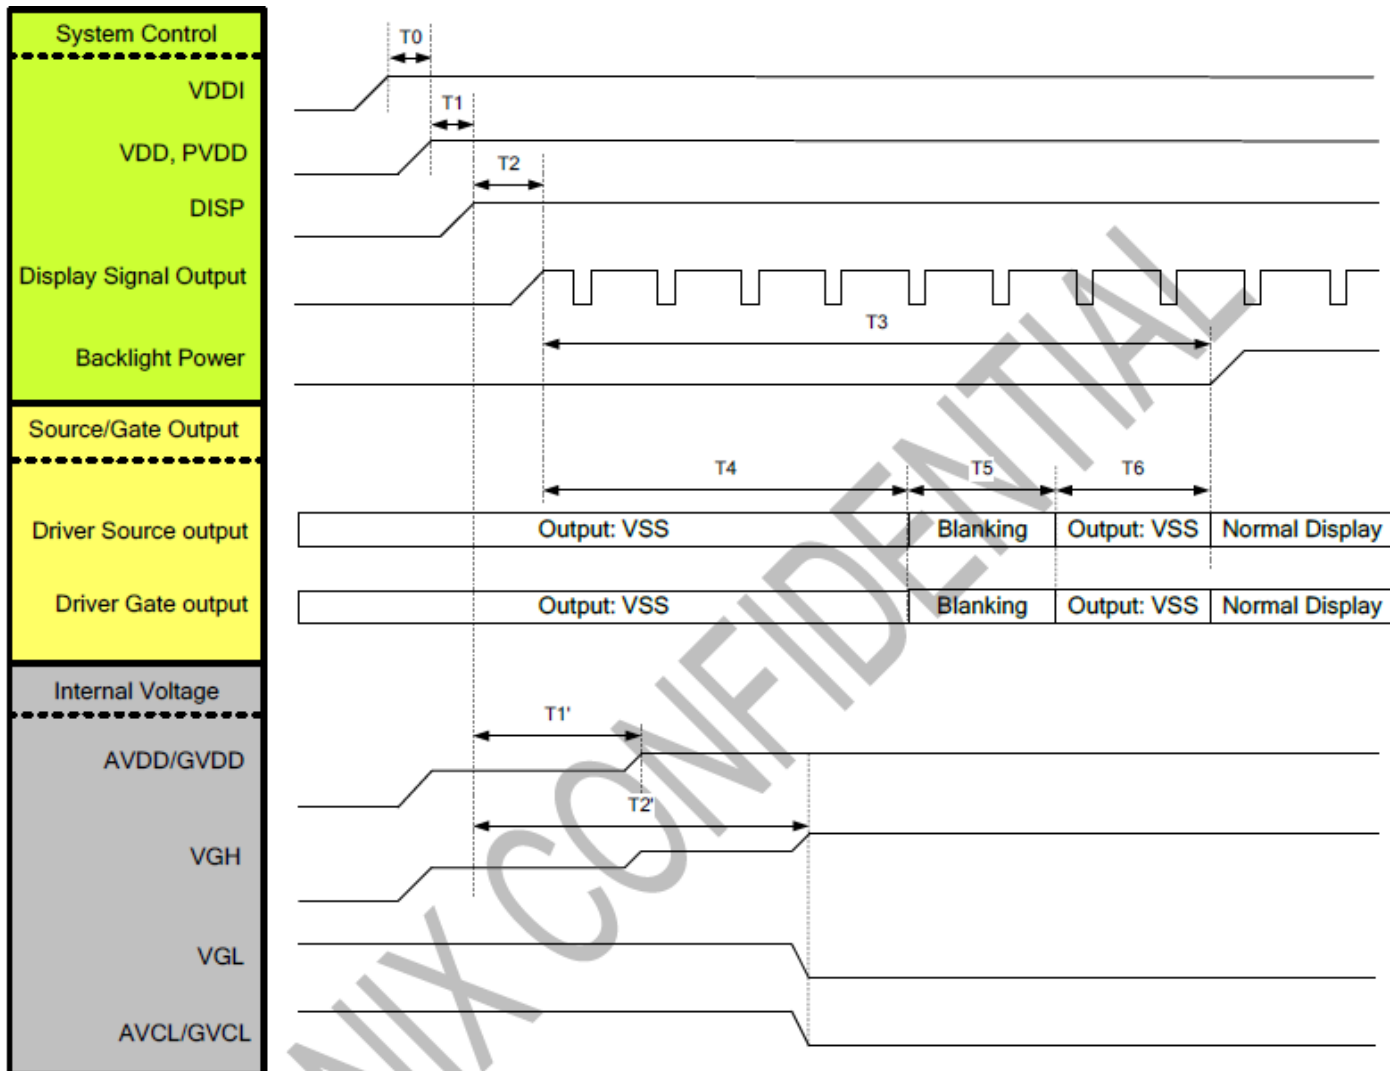 System Control
T0
VDDI
T1
VDD, PVDD
T2
DISP
Display Signal Output
T3
Backlight Power
Source/Gate Output
T4 T5 T6
Driver Source output Output: VSS Blanking Output: VSS Normal Display
Driver Gate output Output: VSS Blanking Output: VSS Normal Display
Internal Voltage
T1'
AVDD/GVDD
T2'
VGH
VGL
AVCL/GVCL
NIX CONFIDENTIAL